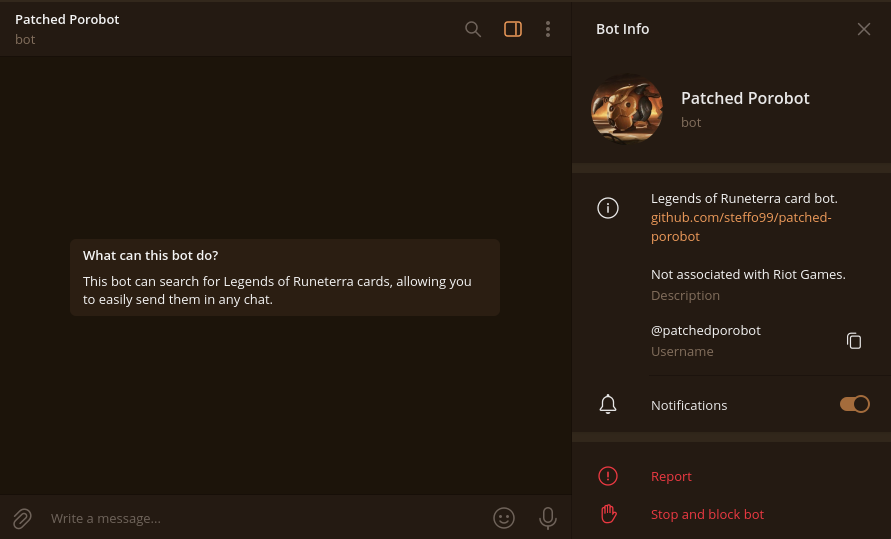 Patched Porobot
bot
What can this bot do?
This bot can search for Legends of Runeterra cards, allowing you
to easily send them in any chat.
Write a message...
Bot Info
Patched Porobot
bot
Legends of Runeterra card bot.
github.com/steffo99/patched-
porobot
Not associated with Riot Games.
Description
@patchedporobot
Username
Notifications
Report
Stop and block bot